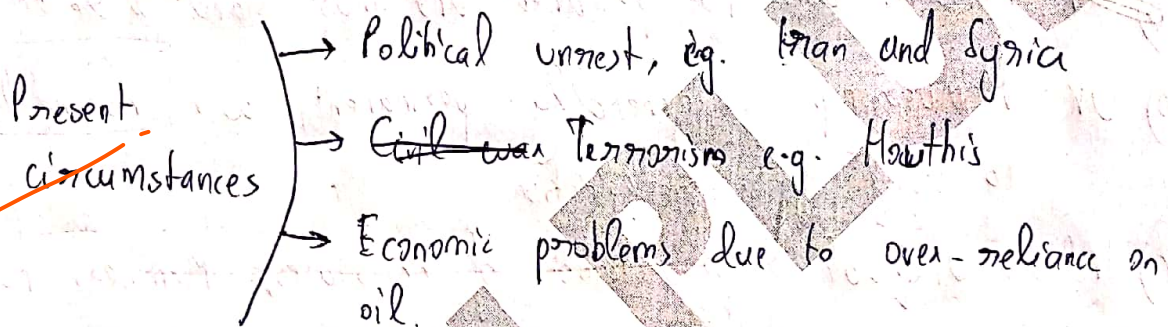 Present
circumstances
Political unrest, eg. Iran and Syria
Civil war Terrorism e.g. Houthis
Economic problems due to over-reliance on
oil.